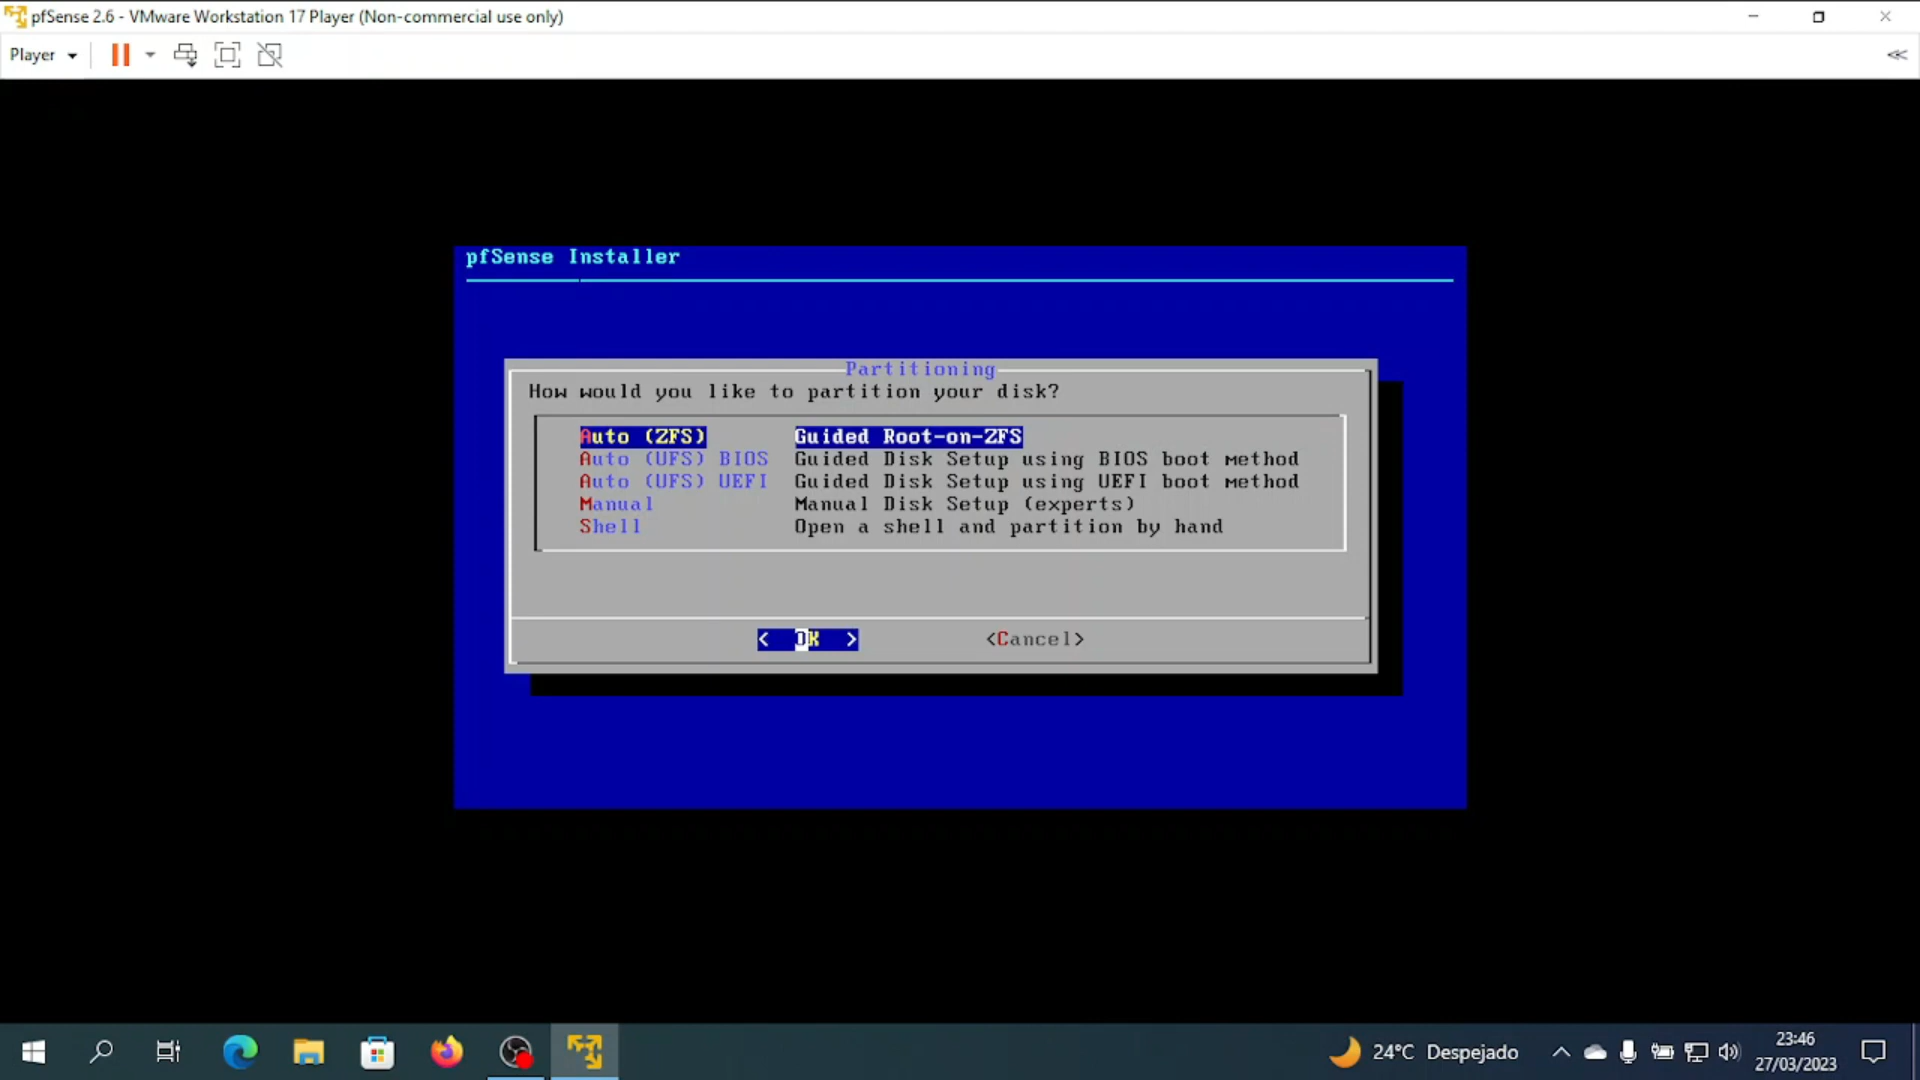 pfSense 2.6 - VMware Workstation 17 Player (Non-commercial use only)
Player
pfSense Installer
Partitioning
How would you like to partition your disk?
Auto (ZFS) Guided Root-on-ZFS
Auto (UFS) BIOS Guided Disk Setup using BIOS boot method
Auto (UFS) UEFI Guided Disk Setup using UEFI boot method
Manual Manual Disk Setup (experts)
Shell Open a shell and partition by hand
< OK > <Cancel>
24°C Despejado
23:46
27/03/2023